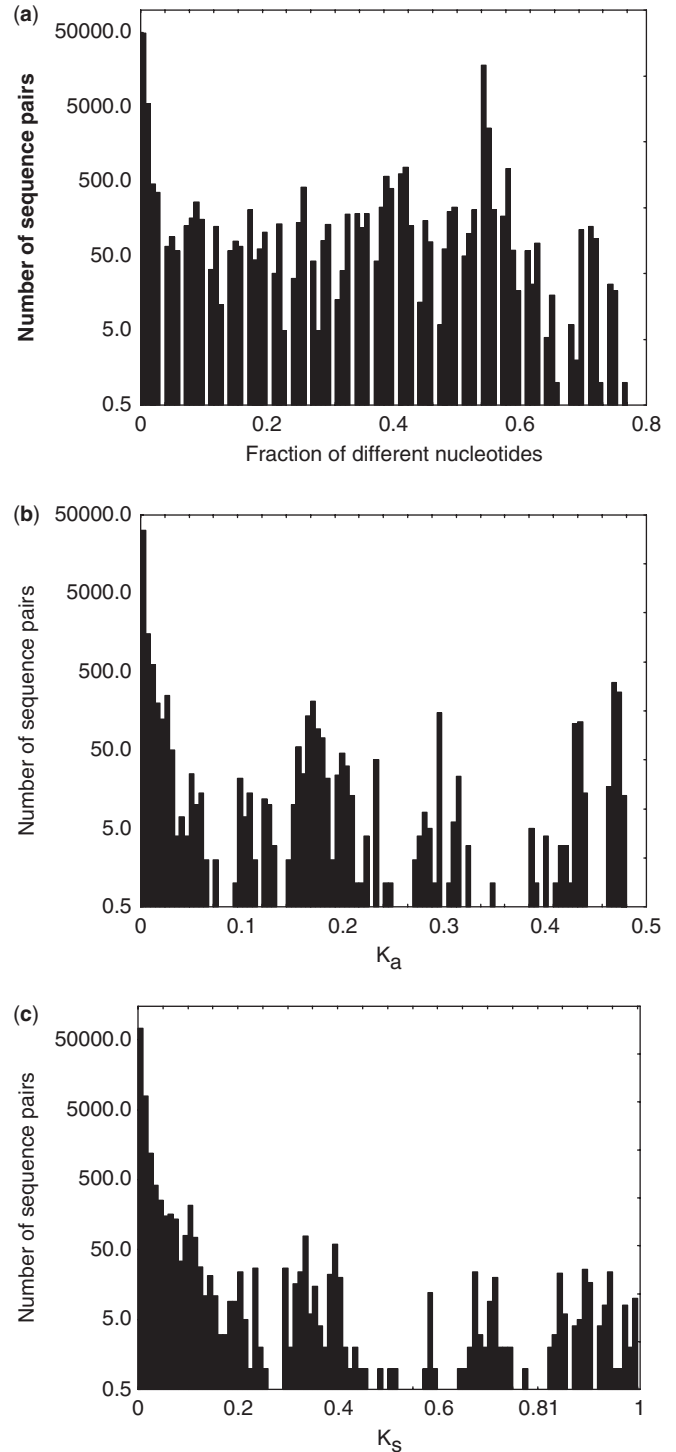 (a)
Number of sequence pairs
50000.0
5000.0
500.0
50.0
5.0
0.5
0 0.2 0.4 0.6 0.8
Fraction of different nucleotides
(b)
Number of sequence pairs
50000.0
5000.0
500.0
50.0
5.0
0.5
0 0.1 0.2 0.3 0.4 0.5
Ka
(c)
Number of sequence pairs
50000.0
5000.0
500.0
50.0
5.0
0.5
0 0.2 0.4 0.6 0.81 1
Ks